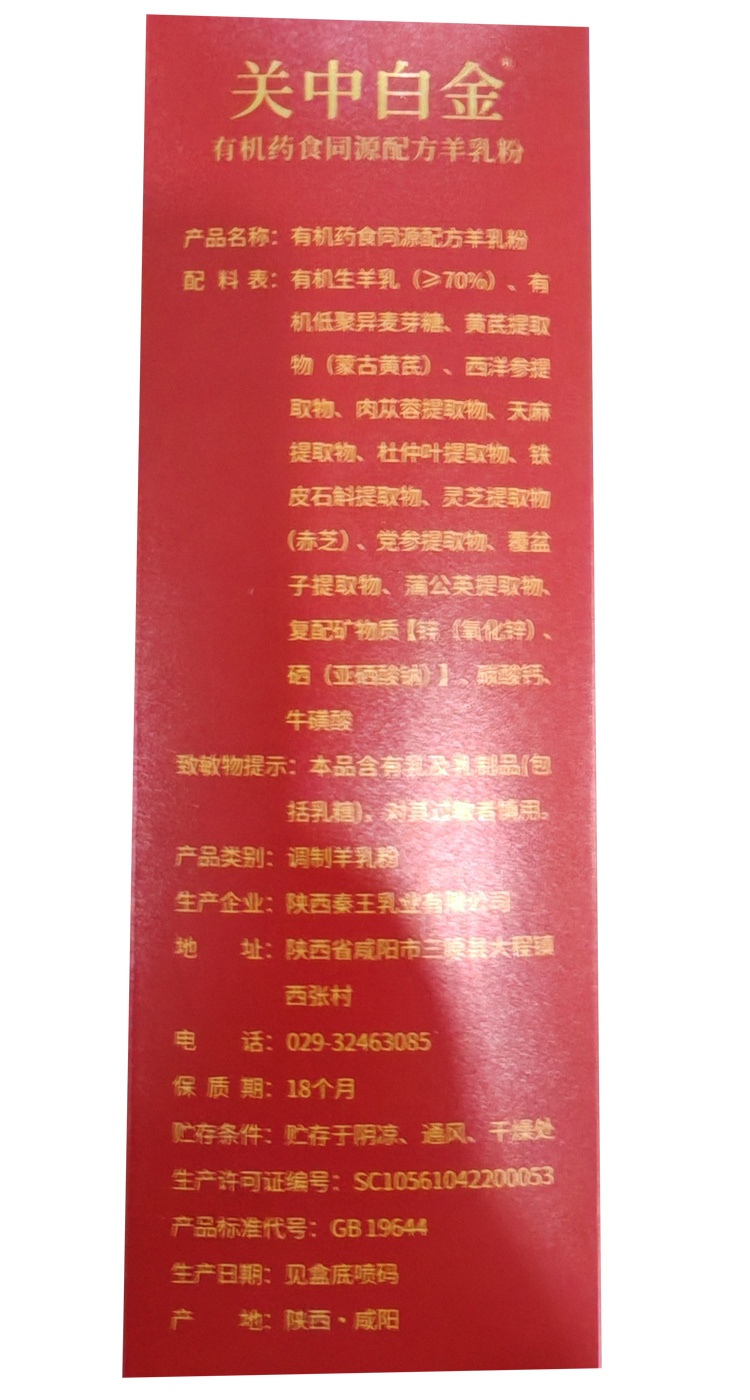 关中白金
有机药食同源配方羊乳粉
产品名称：有机药食同源配方羊乳粉
配 料 表：有机生羊乳（≥70%）、有
机低聚异麦芽糖、黄芪提取
物（蒙古黄芪）、西洋参提
取物、肉苁蓉提取物、天麻
提取物、杜仲叶提取物、铁
皮石斛提取物、灵芝提取物
(赤芝）、党参提取物、覆盆
子提取物、蒲公英提取物、
复配矿物质【锌（氧化锌）、
硒（亚硒酸钠）】、碳酸钙、
牛磺酸
致敏物提示：本品含有乳及乳制品(包
括乳糖)，对其过敏者慎用。
产品类别：调制羊乳粉
生产企业：陕西秦王乳业有限公司
地 址：陕西省咸阳市三原县大程镇
西张村
电 话：029-32463085
保 质 期：18个月
贮存条件：贮存于阴凉、通风、干燥处
生产许可证编号：SC10561042200053
产品标准代号：GB 19644
生产日期：见盒底喷码
产 地：陕西·咸阳